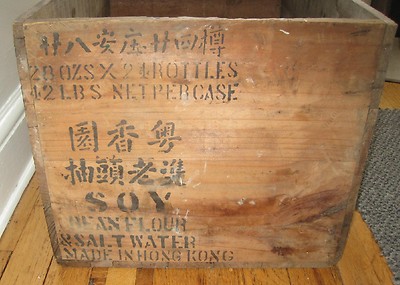 廿八安庄廿四樽
28 OZS X 24 BOTTLES
42 LBS NET PER CASE
粵香園
選老頭抽
SOY
BEAN FLOUR
& SALT WATER
MADE IN HONG KONG